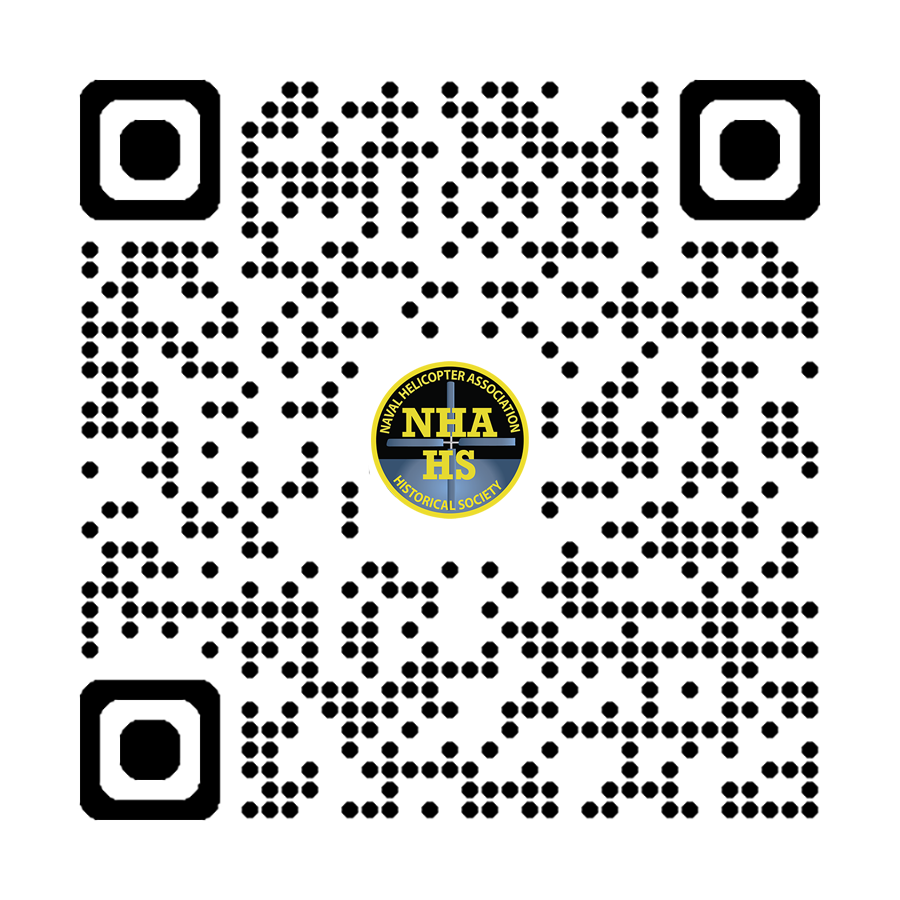 NAVAL HELICOPTER ASSOCIATION
NHA
HS
HISTORICAL SOCIETY